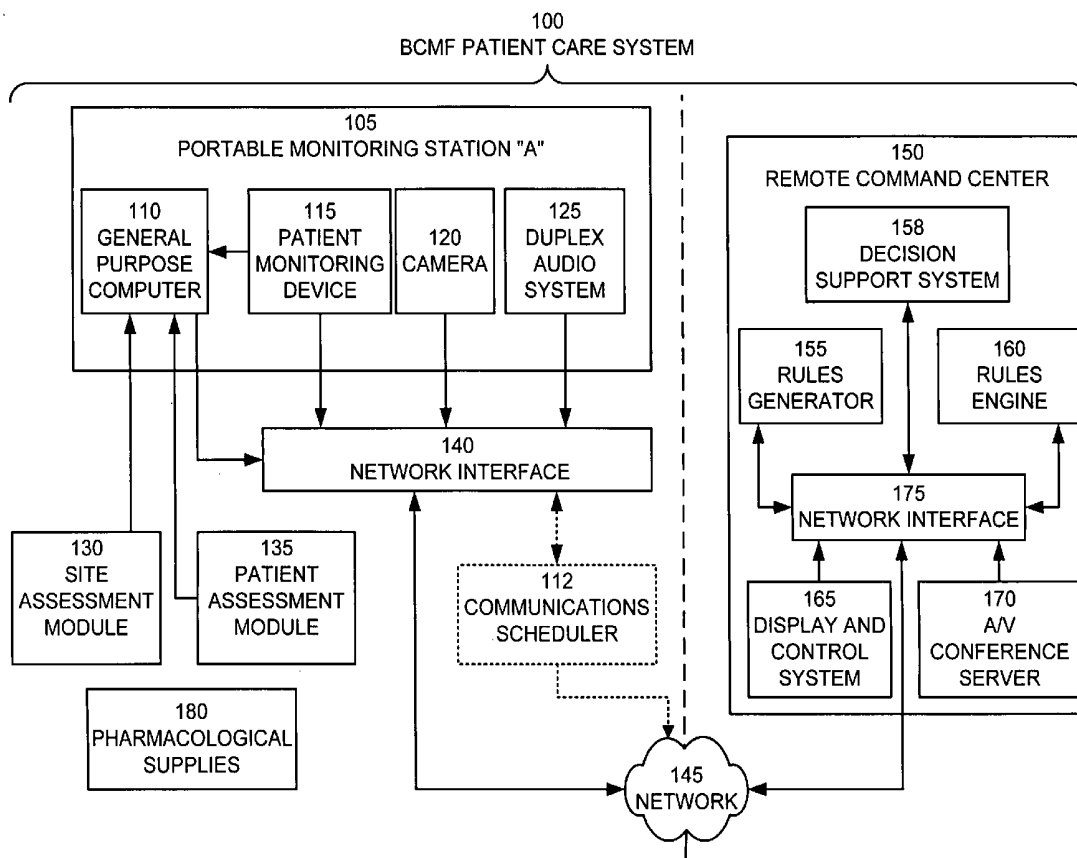 100
BCMF PATIENT CARE SYSTEM
105
PORTABLE MONITORING STATION "A"
110
GENERAL
PURPOSE
COMPUTER
115
PATIENT
MONITORING
DEVICE
120
CAMERA
125
DUPLEX
AUDIO
SYSTEM
140
NETWORK INTERFACE
130
SITE
ASSESSMENT
MODULE
135
PATIENT
ASSESSMENT
MODULE
112
COMMUNICATIONS
SCHEDULER
180
PHARMACOLOGICAL
SUPPLIES
145
NETWORK
150
REMOTE COMMAND CENTER
158
DECISION
SUPPORT SYSTEM
155
RULES
GENERATOR
160
RULES
ENGINE
175
NETWORK INTERFACE
165
DISPLAY AND
CONTROL
SYSTEM
170
A/V
CONFERENCE
SERVER